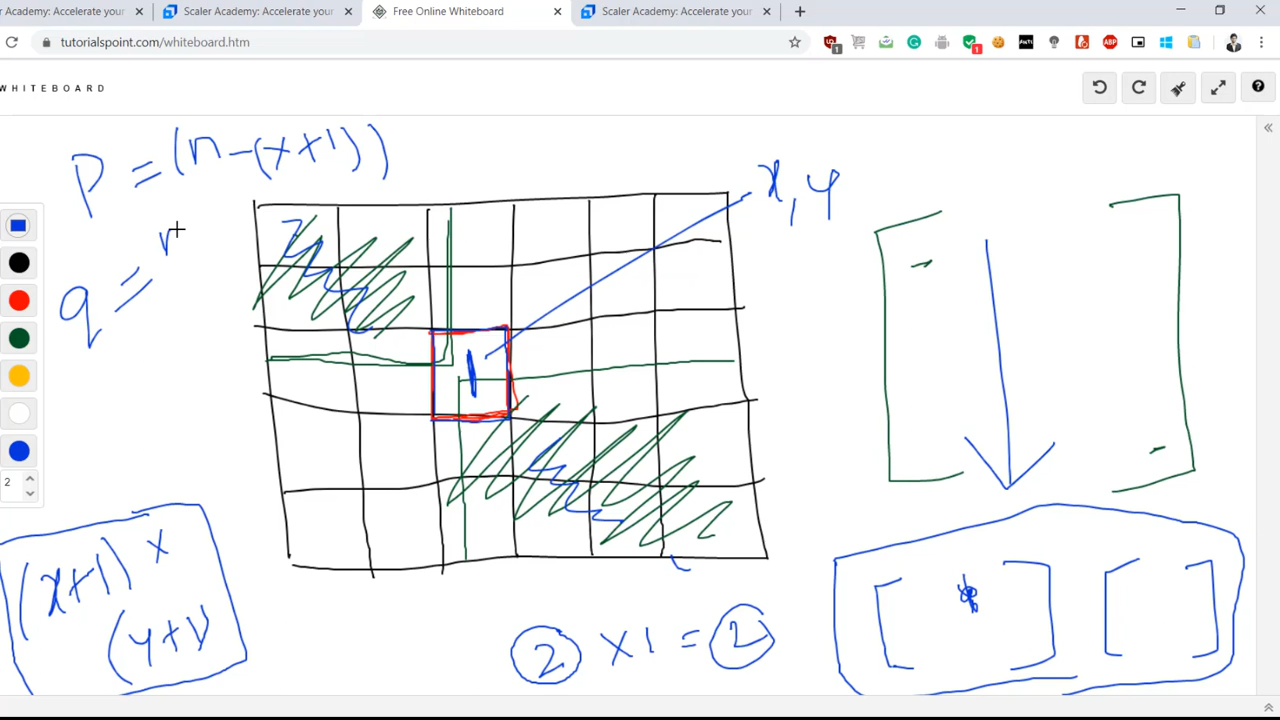 r Academy: Accelerate your
Scaler Academy: Accelerate your
Free Online Whiteboard
Scaler Academy: Accelerate your
tutorialspoint.com/whiteboard.htm
WHITEBOARD
P = (n-(x+1))
q =
x, y
1
2
(x+1) x
(y+1)
2 x 1 = 2
[ ] [ ]